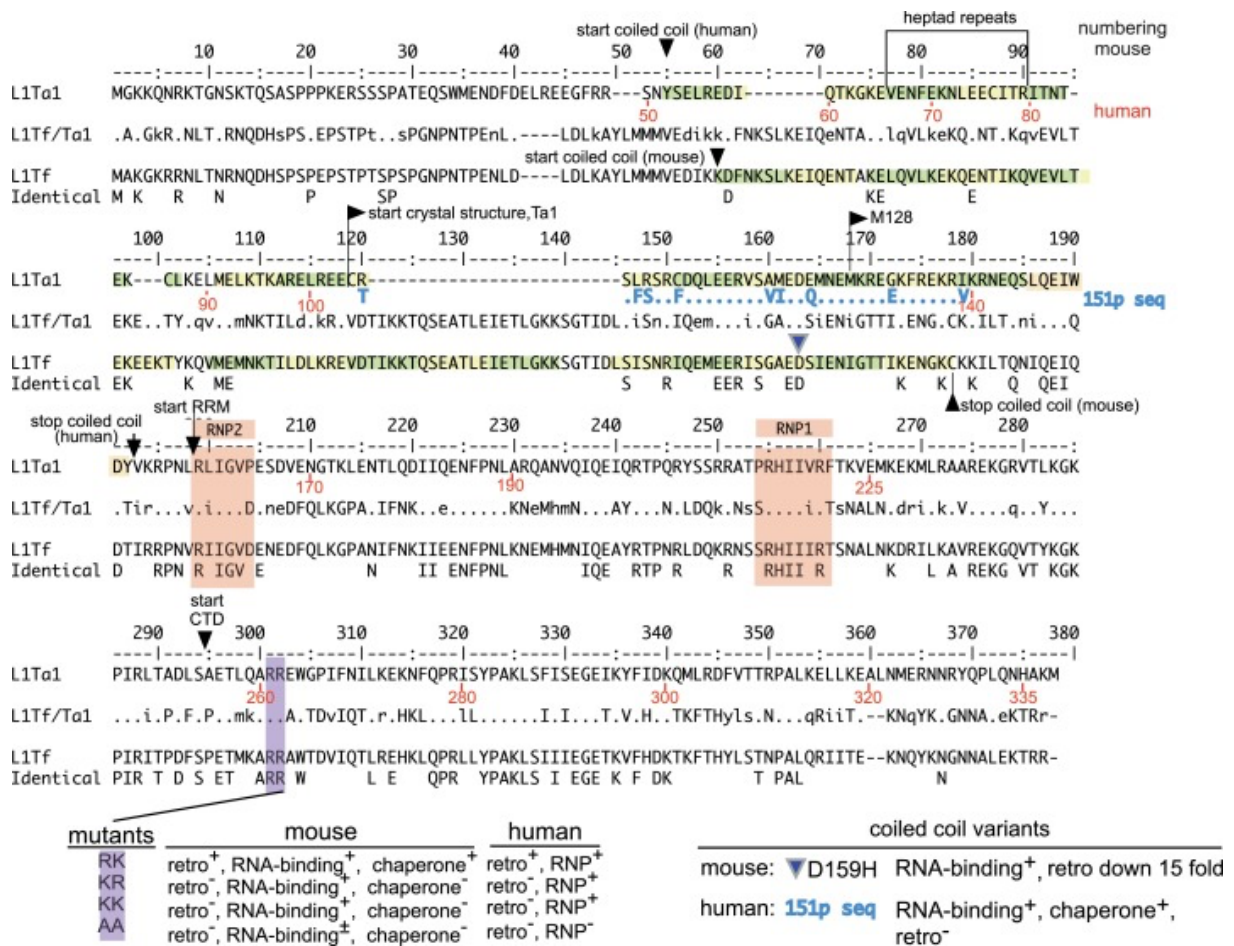 start coiled coil (human)
heptad repeats
numbering mouse
10 20 30 40 50 60 70 80 90
L1Ta1 MGKKQNRKTGNSKTQSASPPPKERSSSPATEQSWMENDFDELREEGFRR---SNYSELREDI--------QTKGKEVENFEKNLEECITRITNT-
50 60 70 80 human
L1Tf/Ta1 .A.GkR.NLT.RNQDHsPS.EPSTPt..sPGNPNTPEnL.----LDLkAYLMMMVEdikk.FNKSLKEIQeNTA..lqVLkeKQ.NT.KqvEVLT
start coiled coil (mouse)
L1Tf MAKGKRRNLTNRNQDHSPSPEPSTPTSPSPGNPNTPENLD----LDLKAYLMMMVEDIKKDFNKSLKEIQENTAKELQVLKEKQENTIKQVEVLT
Identical M K R N P SP D KE E
start crystal structure,Ta1
M128
100 110 120 130 140 150 160 170 180 190
L1Ta1 EK---CLKELMELKTKARELREECR-------------------------SLRSRCDQLEERVSAMEDEMNEMKREGKFREKRIKRNEQSLQEIW
90 100 T .FS..F........VI..Q.......E......V 140 151p seq
L1Tf/Ta1 EKE..TY.qv..mNKTILd.kR.VDTIKKTQSEATLEIETLGKKSGTIDL.iSn.IQem...i.GA..SiENiGTTI.ENG.CK.ILT.ni...Q
L1Tf EKEEKTYKQVMEMNKTILDLKREVDTIKKTQSEATLEIETLGKKSGTIDLSISNRIQEMEERISGAEDSIENIGTTIKENGKCKKILTQNIQEIQ
Identical EK K ME S R EER S ED K K K Q QEI
stop coiled coil (human)
start RRM
stop coiled coil (mouse)
RNP2
RNP1
210 220 230 240 250 270 280
L1Ta1 DYVKRPNLRLIGVPESDVENGTKLENTLQDIIQENFPNLARQANVQIQEIQRTPQRYSSRRATPRHIIVRFTKVEMKEKMLRAAREKGRVTLKGK
170 190 225
L1Tf/Ta1 .Tir...v.i...D.neDFQLKGPA.IFNK..e......KNeMhmN...AY...N.LDQk.NsS....i.TsNALN.dri.k.V....q..Y...
L1Tf DTIRRPNVRIIGVDENEDFQLKGPANIFNKIIEENFPNLKNEMHMNIQEAYRTPNRLDQKRNSSRHIIIRTSNALNKDRILKAVREKGQVTYKGK
Identical D RPN R IGV E N II ENFPNL IQE RTP R R RHII R K L A REKG VT KGK
start CTD
290 300 310 320 330 340 350 360 370 380
L1Ta1 PIRLTADLSAETLQARREWGPIFNILKEKNFQPRISYPAKLSFISEGEIKYFIDKQMLRDFVTTRPALKELLKEALNMERNNRYQPLQNHAKM
260 280 300 320 335
L1Tf/Ta1 ...i.P.F.P..mk...A.TDvIQT.r.HKL...lL......I.I...T.V.H..TKFTHyls.N...qRiiT.--KNqYK.GNNA.eKTRr-
L1Tf PIRITPDFSPETMKARRAWTDVIQTLREHKLQPRLLYPAKLSIIIEGETKVFHDKTKFTHYLSTNPALQRIITE--KNQYKNGNNALEKTRR-
Identical PIR T D S ET ARR W L E QPR YPAKLS I EGE K F DK T PAL N
mutants mouse human
RK retro+, RNA-binding+, chaperone+ retro+, RNP+
KR retro-, RNA-binding+, chaperone- retro-, RNP+
KK retro-, RNA-binding+, chaperone- retro-, RNP+
AA retro-, RNA-binding±, chaperone- retro-, RNP-
coiled coil variants
mouse: D159H RNA-binding+, retro down 15 fold
human: 151p seq RNA-binding+, chaperone+,
retro-